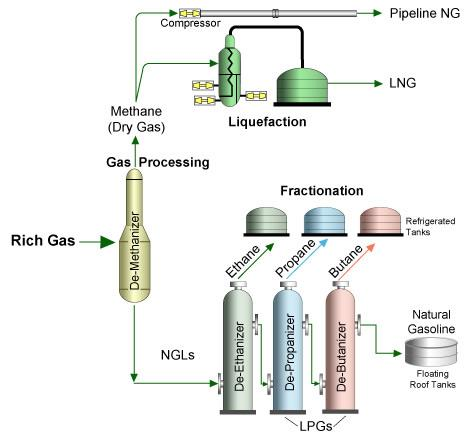 Compressor
Pipeline NG
LNG
Methane
(Dry Gas)
Liquefaction
Gas Processing
Fractionation
De-Methanizer
Rich Gas
Ethane
Propane
Butane
Refrigerated
Tanks
De-Ethanizer
De-Propanizer
De-Butanizer
Natural
Gasoline
NGLs
Floating
Roof Tanks
LPGs